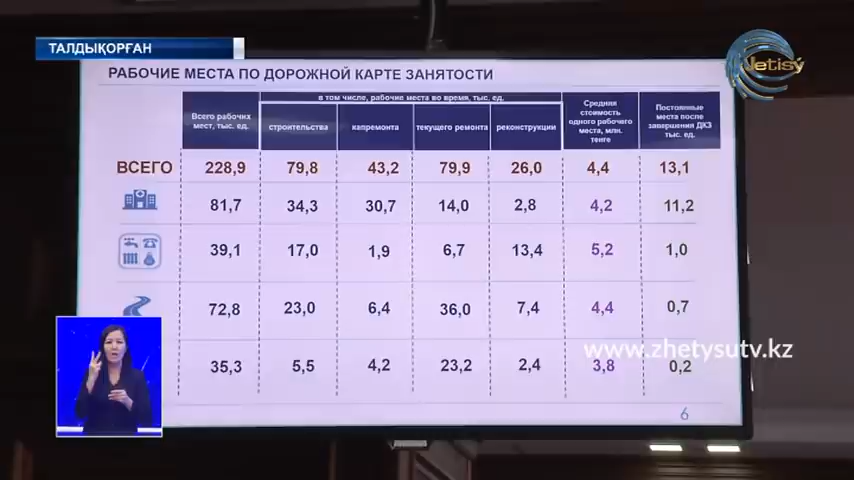 ТАЛДЫҚОРҒАН
Jetisý
РАБОЧИЕ МЕСТА ПО ДОРОЖНОЙ КАРТЕ ЗАНЯТОСТИ
Всего рабочих
мест, тыс. ед.
в том числе, рабочие места во время, тыс. ед.
строительства
капремонта
текущего ремонта
реконструкции
Средняя
стоимость
одного рабочего
места, млн.
тенге
Постоянные
места после
завершения ДКЗ
тыс. ед.
ВСЕГО 228,9 79,8 43,2 79,9 26,0 4,4 13,1
81,7 34,3 30,7 14,0 2,8 4,2 11,2
39,1 17,0 1,9 6,7 13,4 5,2 1,0
72,8 23,0 6,4 36,0 7,4 4,4 0,7
www.zhetysutv.kz
35,3 5,5 4,2 23,2 2,4 3,8 0,2
6